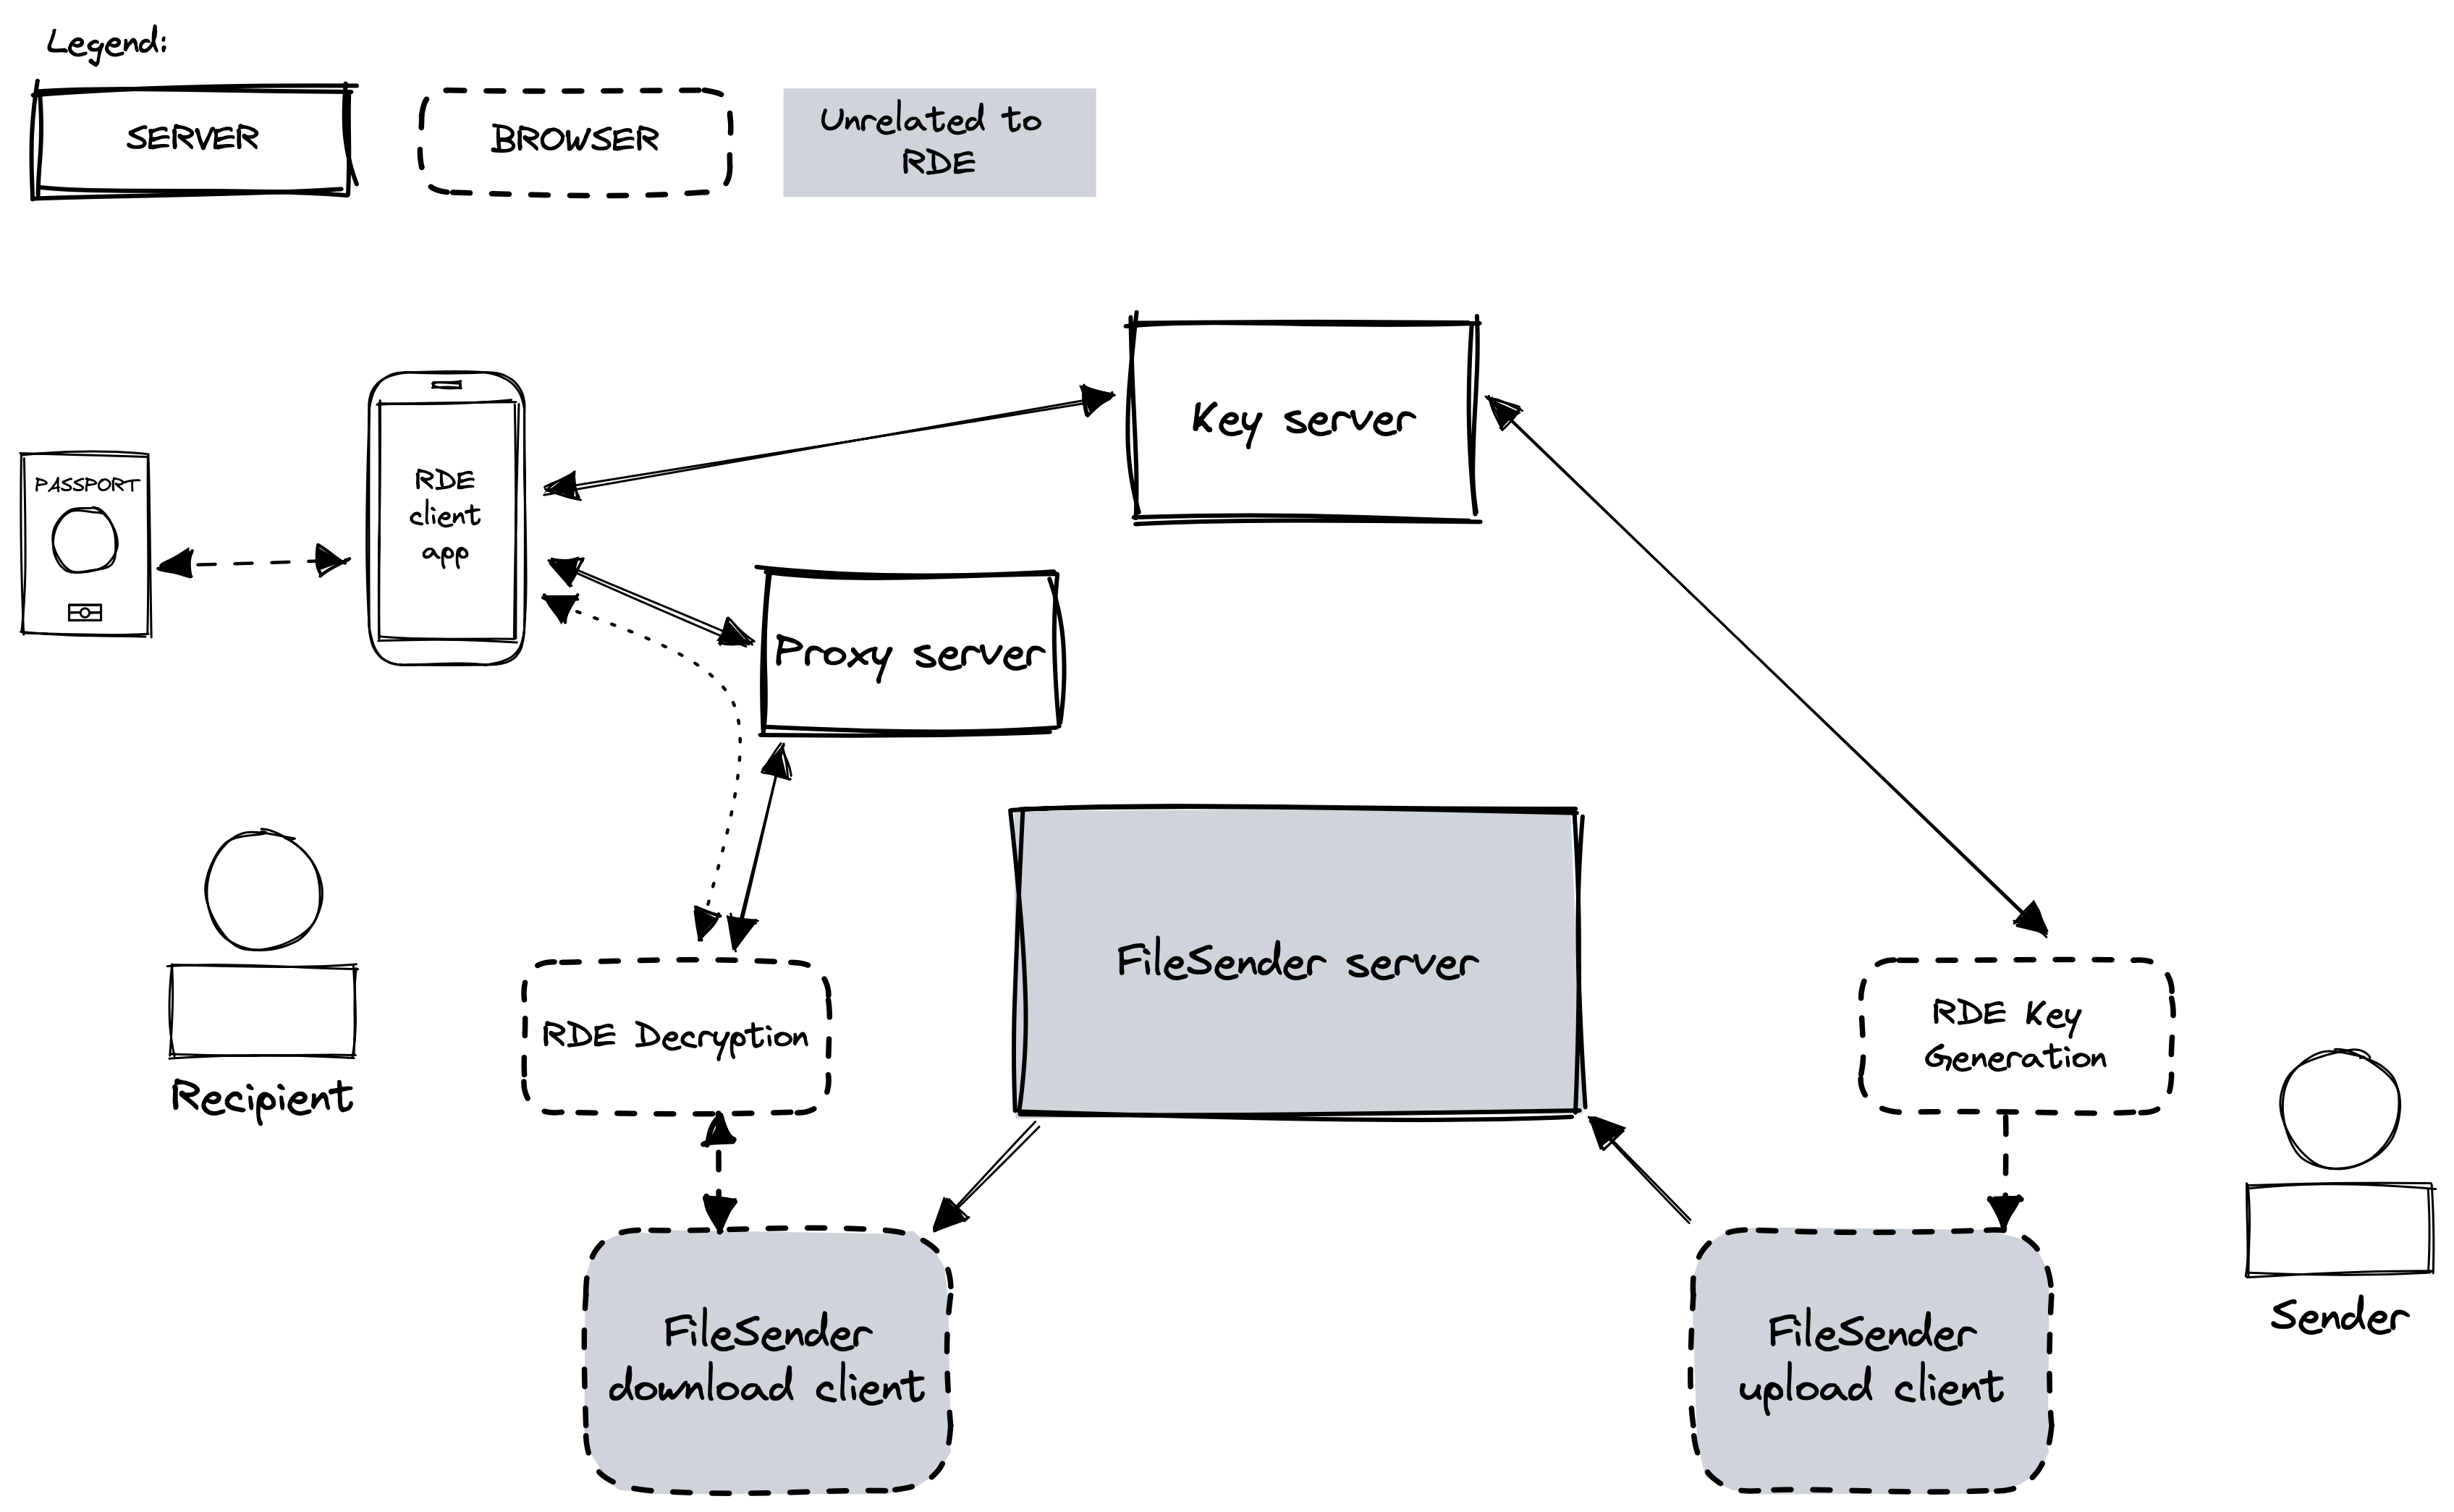 Legend:
SERVER
BROWSER
Unrelated to
RDE
Key server
PASSPORT
RDE
client
app
Proxy server
FileSender server
RDE Decryption
RDE Key
Generation
Recipient
Sender
FileSender
download client
FileSender
upload client